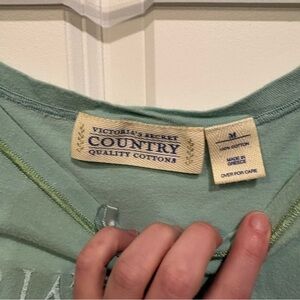 VICTORIA'S SECRET
COUNTRY
QUALITY COTTONS
M
100% COTTON
MADE IN
GREECE
OVER FOR CARE